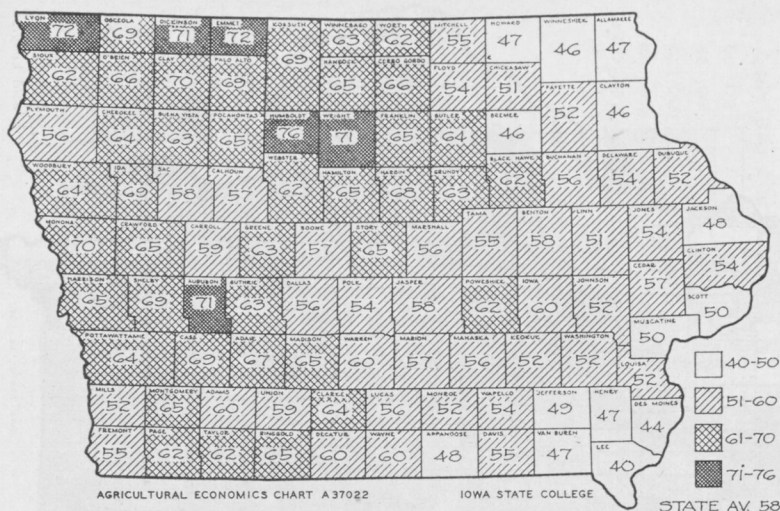 LYON OSCEOLA DICKINSON EMMET KOSSUTH WINNEBAGO WORTH MITCHELL HOWARD WINNESHIEK ALLAMAKEE
72 69 71 72 69 63 62 55 47 46 47
SIOUX O'BRIEN CLAY PALO ALTO HANCOCK CERRO GORDO FLOYD CHICKASAW
62 66 70 69 65 66 54 51
PLYMOUTH CHEROKEE BUENA VISTA POCAHONTAS HUMBOLDT WRIGHT FRANKLIN BUTLER BREMER FAYETTE CLAYTON
56 64 63 65 76 71 65 64 46 52 46
WOODBURY IDA SAC CALHOUN WEBSTER HAMILTON HARDIN GRUNDY BLACK HAWK BUCHANAN DELAWARE DUBUQUE
64 69 58 57 62 65 68 63 62 56 54 52
MONONA CRAWFORD CARROLL GREENE BOONE STORY MARSHALL TAMA BENTON LINN JONES JACKSON
70 65 59 63 57 65 56 55 58 51 54 48
CLINTON
54
HARRISON SHELBY AUDUBON GUTHRIE DALLAS POLK JASPER POWESHIEK IOWA JOHNSON CEDAR SCOTT
65 69 71 63 56 54 58 62 60 52 57 50
MUSCATINE
50
POTTAWATTAMIE CASS ADAIR MADISON WARREN MARION MAHASKA KEOKUK WASHINGTON LOUISA
64 69 67 65 60 57 56 52 52 52
MILLS MONTGOMERY ADAMS UNION CLARKE LUCAS MONROE WAPELLO JEFFERSON HENRY DES MOINES
52 65 60 59 64 56 52 54 49 47 44
FREMONT PAGE TAYLOR RINGGOLD DECATUR WAYNE APPANOOSE DAVIS VAN BUREN LEE
55 62 62 65 60 60 48 55 47 40
40-50
51-60
61-70
71-76
AGRICULTURAL ECONOMICS CHART A 37022 IOWA STATE COLLEGE
STATE AV. 58